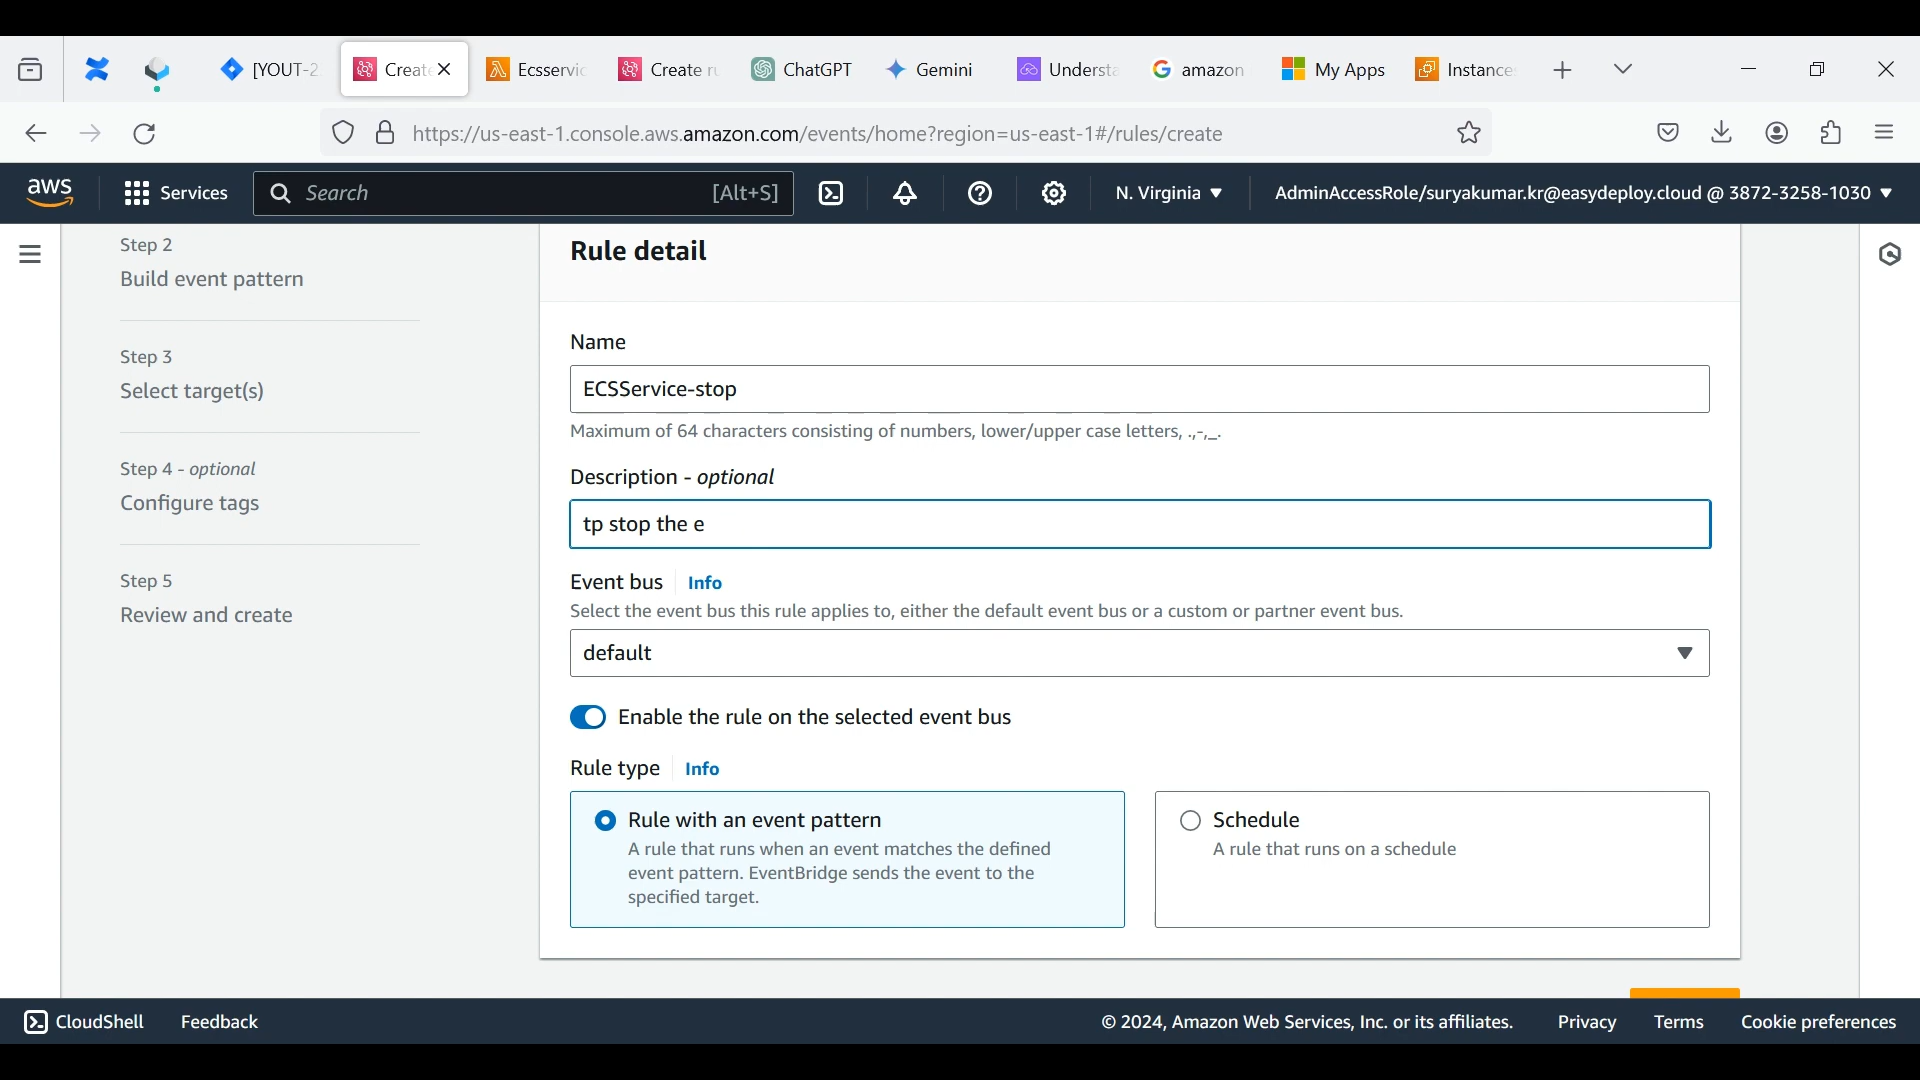 [YOUT-2
Create
Ecsservic
Create ru
ChatGPT
Gemini
Understa
amazon
My Apps
Instance
https://us-east-1.console.aws.amazon.com/events/home?region=us-east-1#/rules/create
aws
Services
Search
[Alt+S]
N. Virginia
AdminAccessRole/suryakumar.kr@easydeploy.cloud @ 3872-3258-1030
Step 2
Build event pattern
Step 3
Select target(s)
Step 4 - optional
Configure tags
Step 5
Review and create
Rule detail
Name
ECSService-stop
Maximum of 64 characters consisting of numbers, lower/upper case letters, .,-,_.
Description - optional
tp stop the e
Event bus Info
Select the event bus this rule applies to, either the default event bus or a custom or partner event bus.
default
Enable the rule on the selected event bus
Rule type Info
Rule with an event pattern
A rule that runs when an event matches the defined
event pattern. EventBridge sends the event to the
specified target.
Schedule
A rule that runs on a schedule
CloudShell
Feedback
© 2024, Amazon Web Services, Inc. or its affiliates.
Privacy
Terms
Cookie preferences